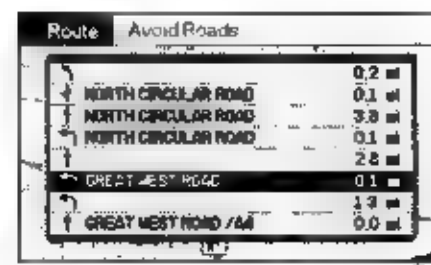 Route Avoid Roads
0.2 mi
NORTH CIRCULAR ROAD 0.1 mi
NORTH CIRCULAR ROAD 3.8 mi
NORTH CIRCULAR ROAD 0.1 mi
2.8 mi
GREAT WEST ROAD 0.1 mi
1.9 mi
GREAT WEST ROAD /A4 0.0 mi